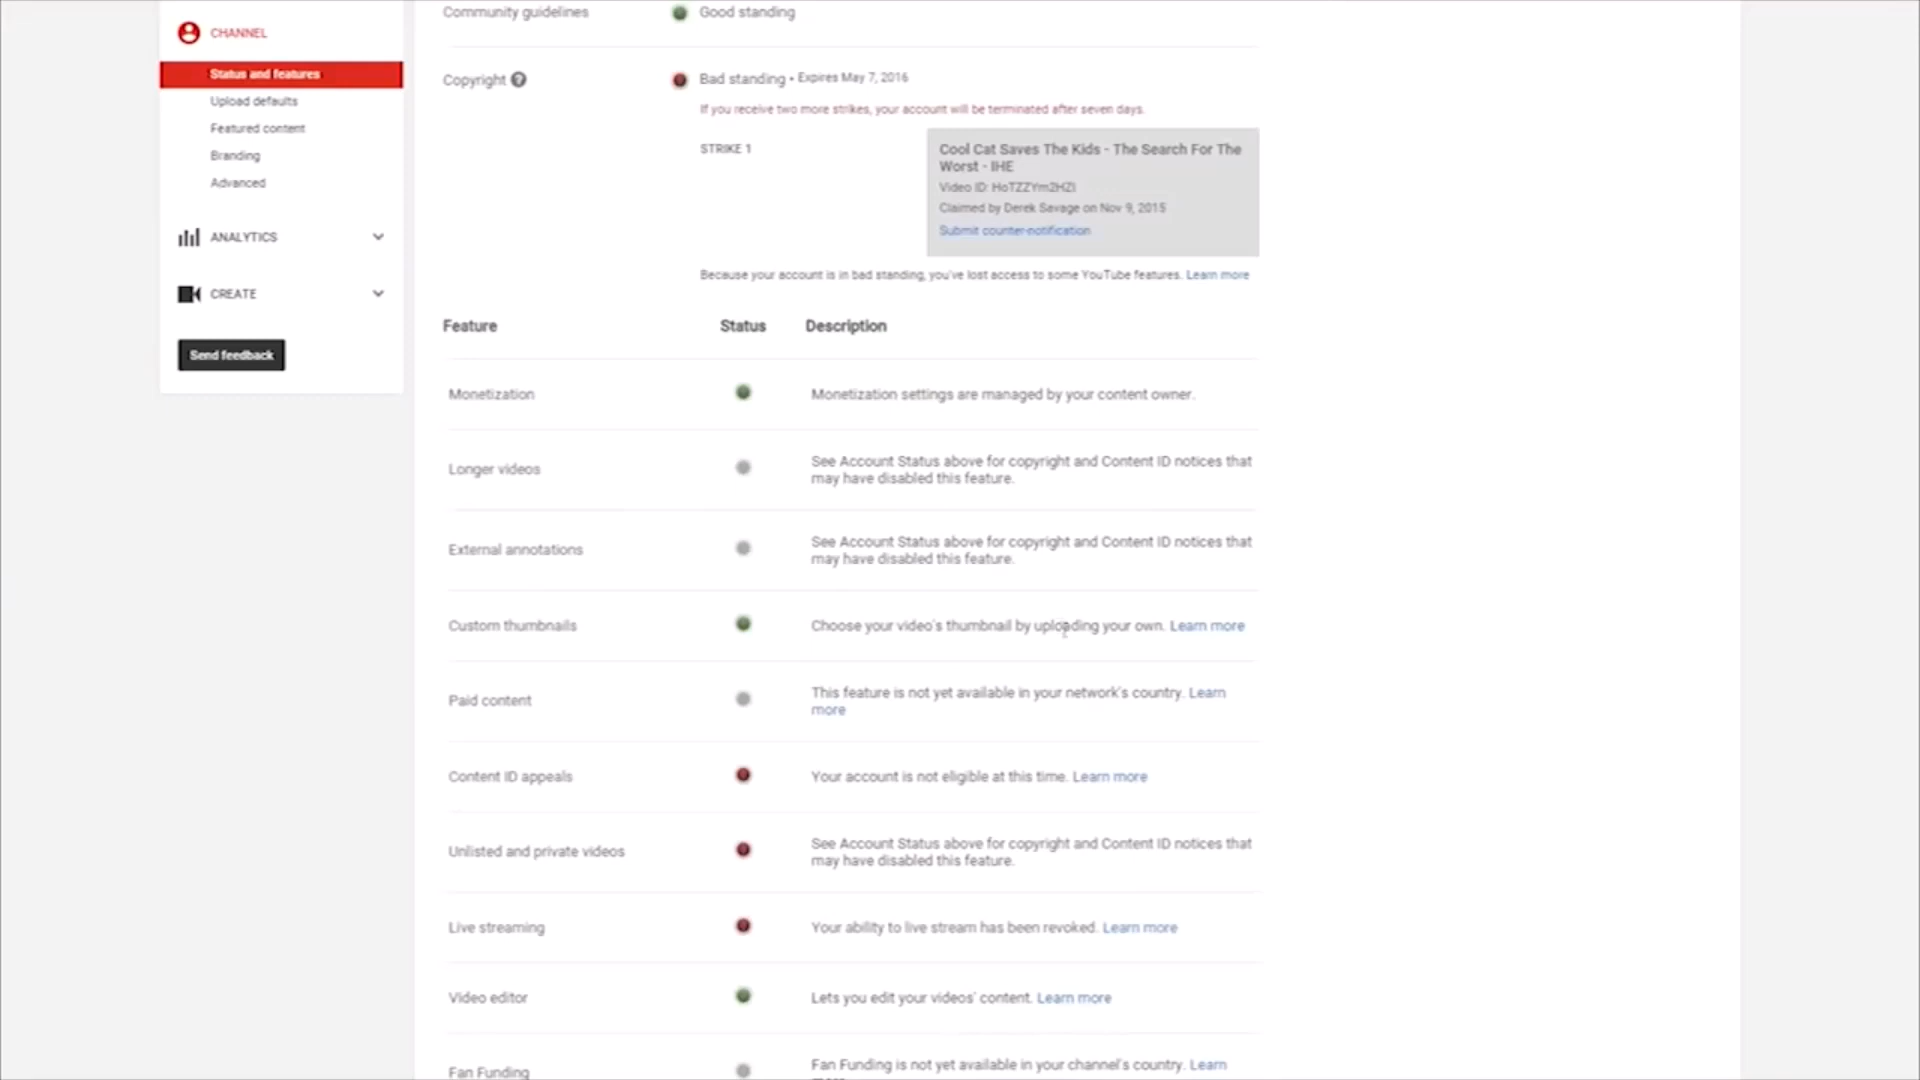 Community guidelines
Good standing
CHANNEL
Status and features
Upload defaults
Featured content
Branding
Advanced
ANALYTICS
CREATE
Send feedback
Copyright ?
Bad standing • Expires May 7, 2016
If you receive two more strikes, your account will be terminated after seven days.
STRIKE 1
Cool Cat Saves The Kids - The Search For The
Worst - IHE
Video ID: HoTZZYm2HZI
Claimed by Derek Savage on Nov 9, 2015
Submit counter-notification
Because your account is in bad standing, you've lost access to some YouTube features. Learn more
Feature Status Description
Monetization
Monetization settings are managed by your content owner.
Longer videos
See Account Status above for copyright and Content ID notices that
may have disabled this feature.
External annotations
See Account Status above for copyright and Content ID notices that
may have disabled this feature.
Custom thumbnails
Choose your video's thumbnail by uploading your own. Learn more
Paid content
This feature is not yet available in your network's country. Learn
more
Content ID appeals
Your account is not eligible at this time. Learn more
Unlisted and private videos
See Account Status above for copyright and Content ID notices that
may have disabled this feature.
Live streaming
Your ability to live stream has been revoked. Learn more
Video editor
Lets you edit your videos' content. Learn more
Fan Funding
Fan Funding is not yet available in your channel's country. Learn